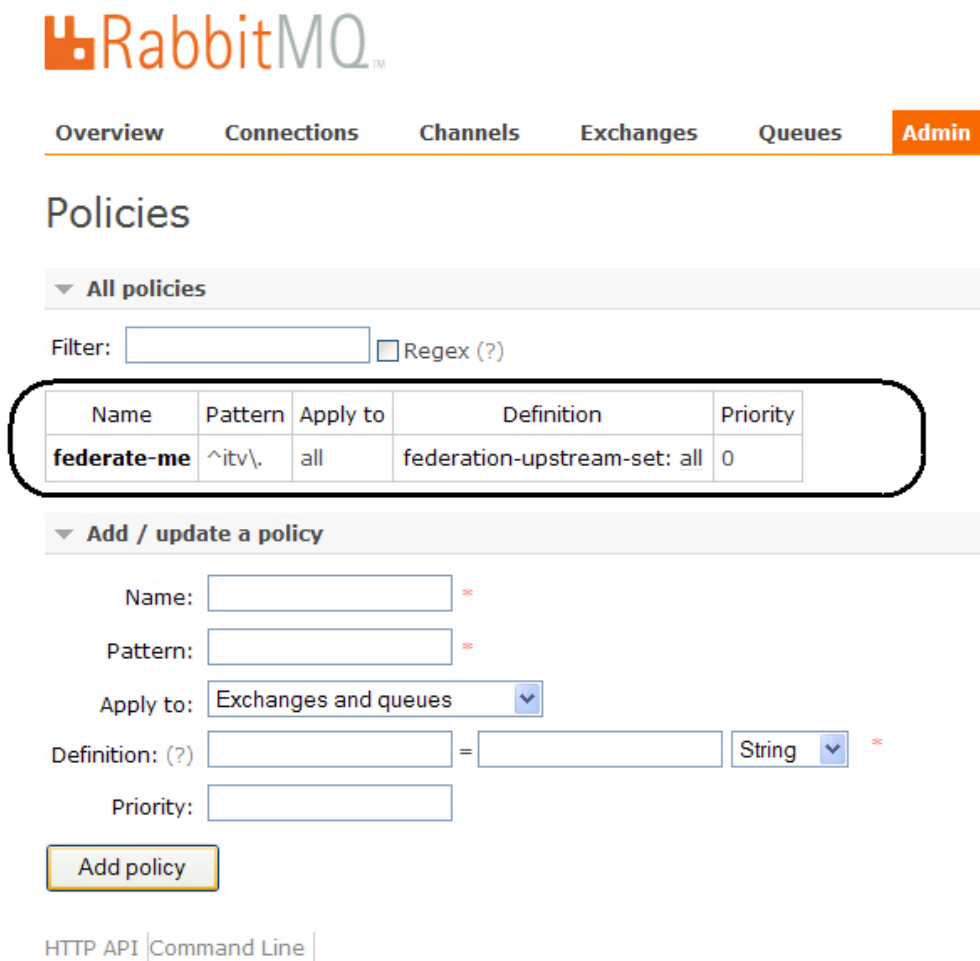 RabbitMQ TM
Overview Connections Channels Exchanges Queues Admin
Policies
All policies
Filter: Regex (?)
Name Pattern Apply to Definition Priority
federate-me ^itv\. all federation-upstream-set: all 0
Add / update a policy
Name: *
Pattern: *
Apply to: Exchanges and queues
Definition: (?) = String *
Priority:
Add policy
HTTP API Command Line